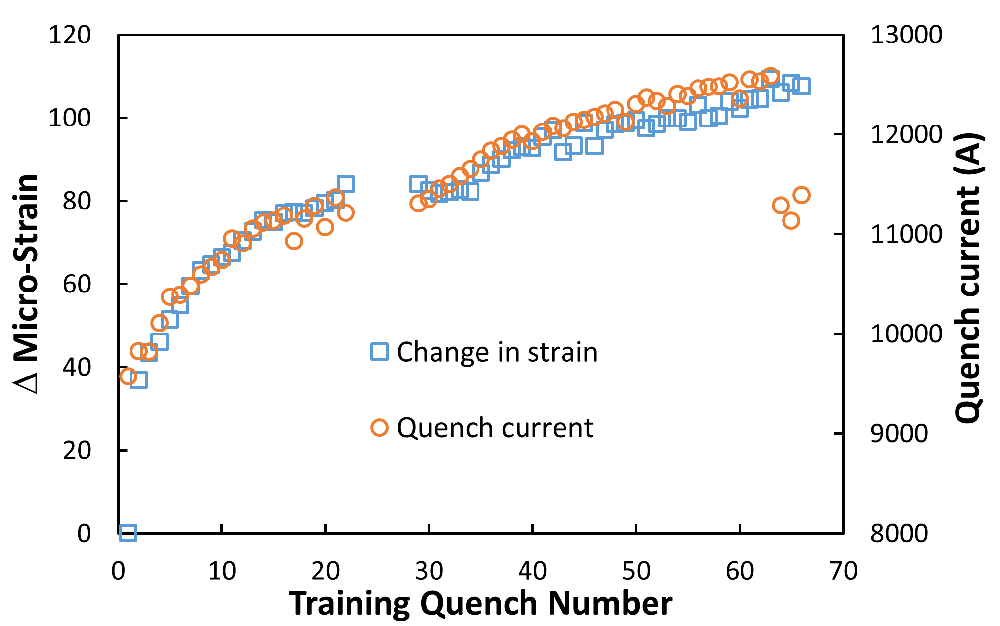 120
100
80
60
40
20
0
Δ Micro-Strain
13000
12000
11000
10000
9000
8000
Quench current (A)
Change in strain
Quench current
0 10 20 30 40 50 60 70
Training Quench Number